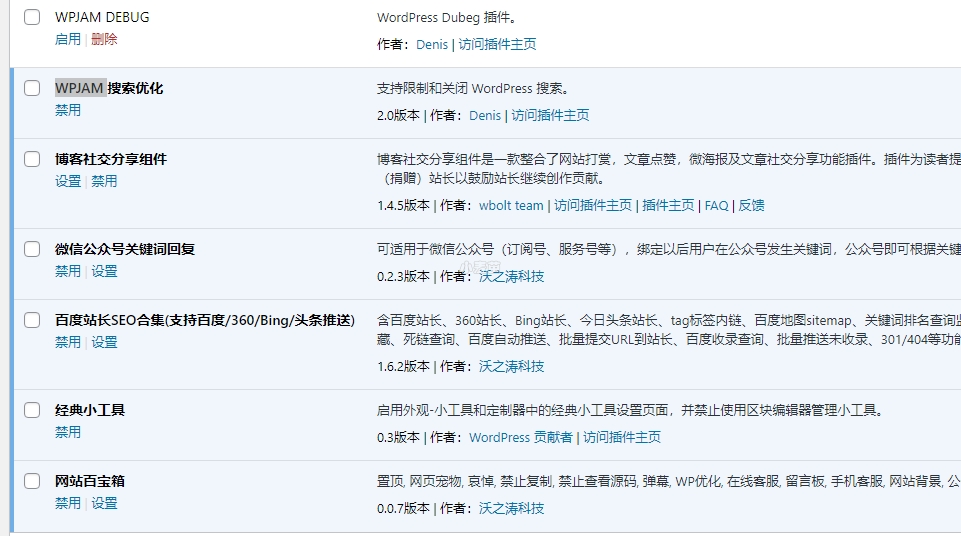 WPJAM DEBUG
WordPress Dubeg 插件。
启用 | 删除
作者：Denis | 访问插件主页
WPJAM 搜索优化
支持限制和关闭 WordPress 搜索。
禁用
2.0版本 | 作者：Denis | 访问插件主页
博客社交分享组件
博客社交分享组件是一款整合了网站打赏，文章点赞，微海报及文章社交分享功能插件。插件为读者提
设置 | 禁用
（捐赠）站长以鼓励站长继续创作贡献。
1.4.5版本 | 作者：wbolt team | 访问插件主页 | 插件主页 | FAQ | 反馈
微信公众号关键词回复
可适用于微信公众号（订阅号、服务号等），绑定以后用户在公众号发生关键词，公众号即可根据关键
禁用 | 设置
0.2.3版本 | 作者：沃之涛科技
百度站长SEO合集(支持百度/360/Bing/头条推送)
含百度站长、360站长、Bing站长、今日头条站长、tag标签内链、百度地图sitemap、关键词排名查询监
禁用 | 设置
藏、死链查询、百度自动推送、批量提交URL到站长、百度收录查询、批量推送未收录、301/404等功能
1.6.2版本 | 作者：沃之涛科技
经典小工具
启用外观-小工具和定制器中的经典小工具设置页面，并禁止使用区块编辑器管理小工具。
禁用
0.3版本 | 作者：WordPress 贡献者 | 访问插件主页
网站百宝箱
置顶, 网页宠物, 哀悼, 禁止复制, 禁止查看源码, 弹幕, WP优化, 在线客服, 留言板, 手机客服, 网站背景, 公
禁用 | 设置
0.0.7版本 | 作者：沃之涛科技